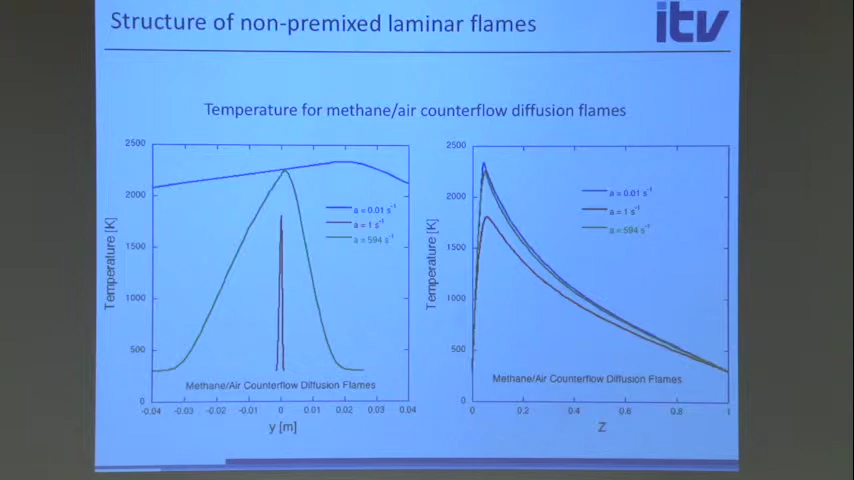 Structure of non-premixed laminar flames
itv
Temperature for methane/air counterflow diffusion flames
2500
2000
1500
1000
500
0
Temperature [K]
a = 0.01 s⁻¹
a = 1 s⁻¹
a = 594 s⁻¹
Methane/Air Counterflow Diffusion Flames
-0.04 -0.03 -0.02 -0.01 0 0.01 0.02 0.03 0.04
y [m]
2500
2000
1500
1000
500
0
Temperature [K]
a = 0.01 s⁻¹
a = 1 s⁻¹
a = 594 s⁻¹
Methane/Air Counterflow Diffusion Flames
0 0.2 0.4 0.6 0.8 1
Z